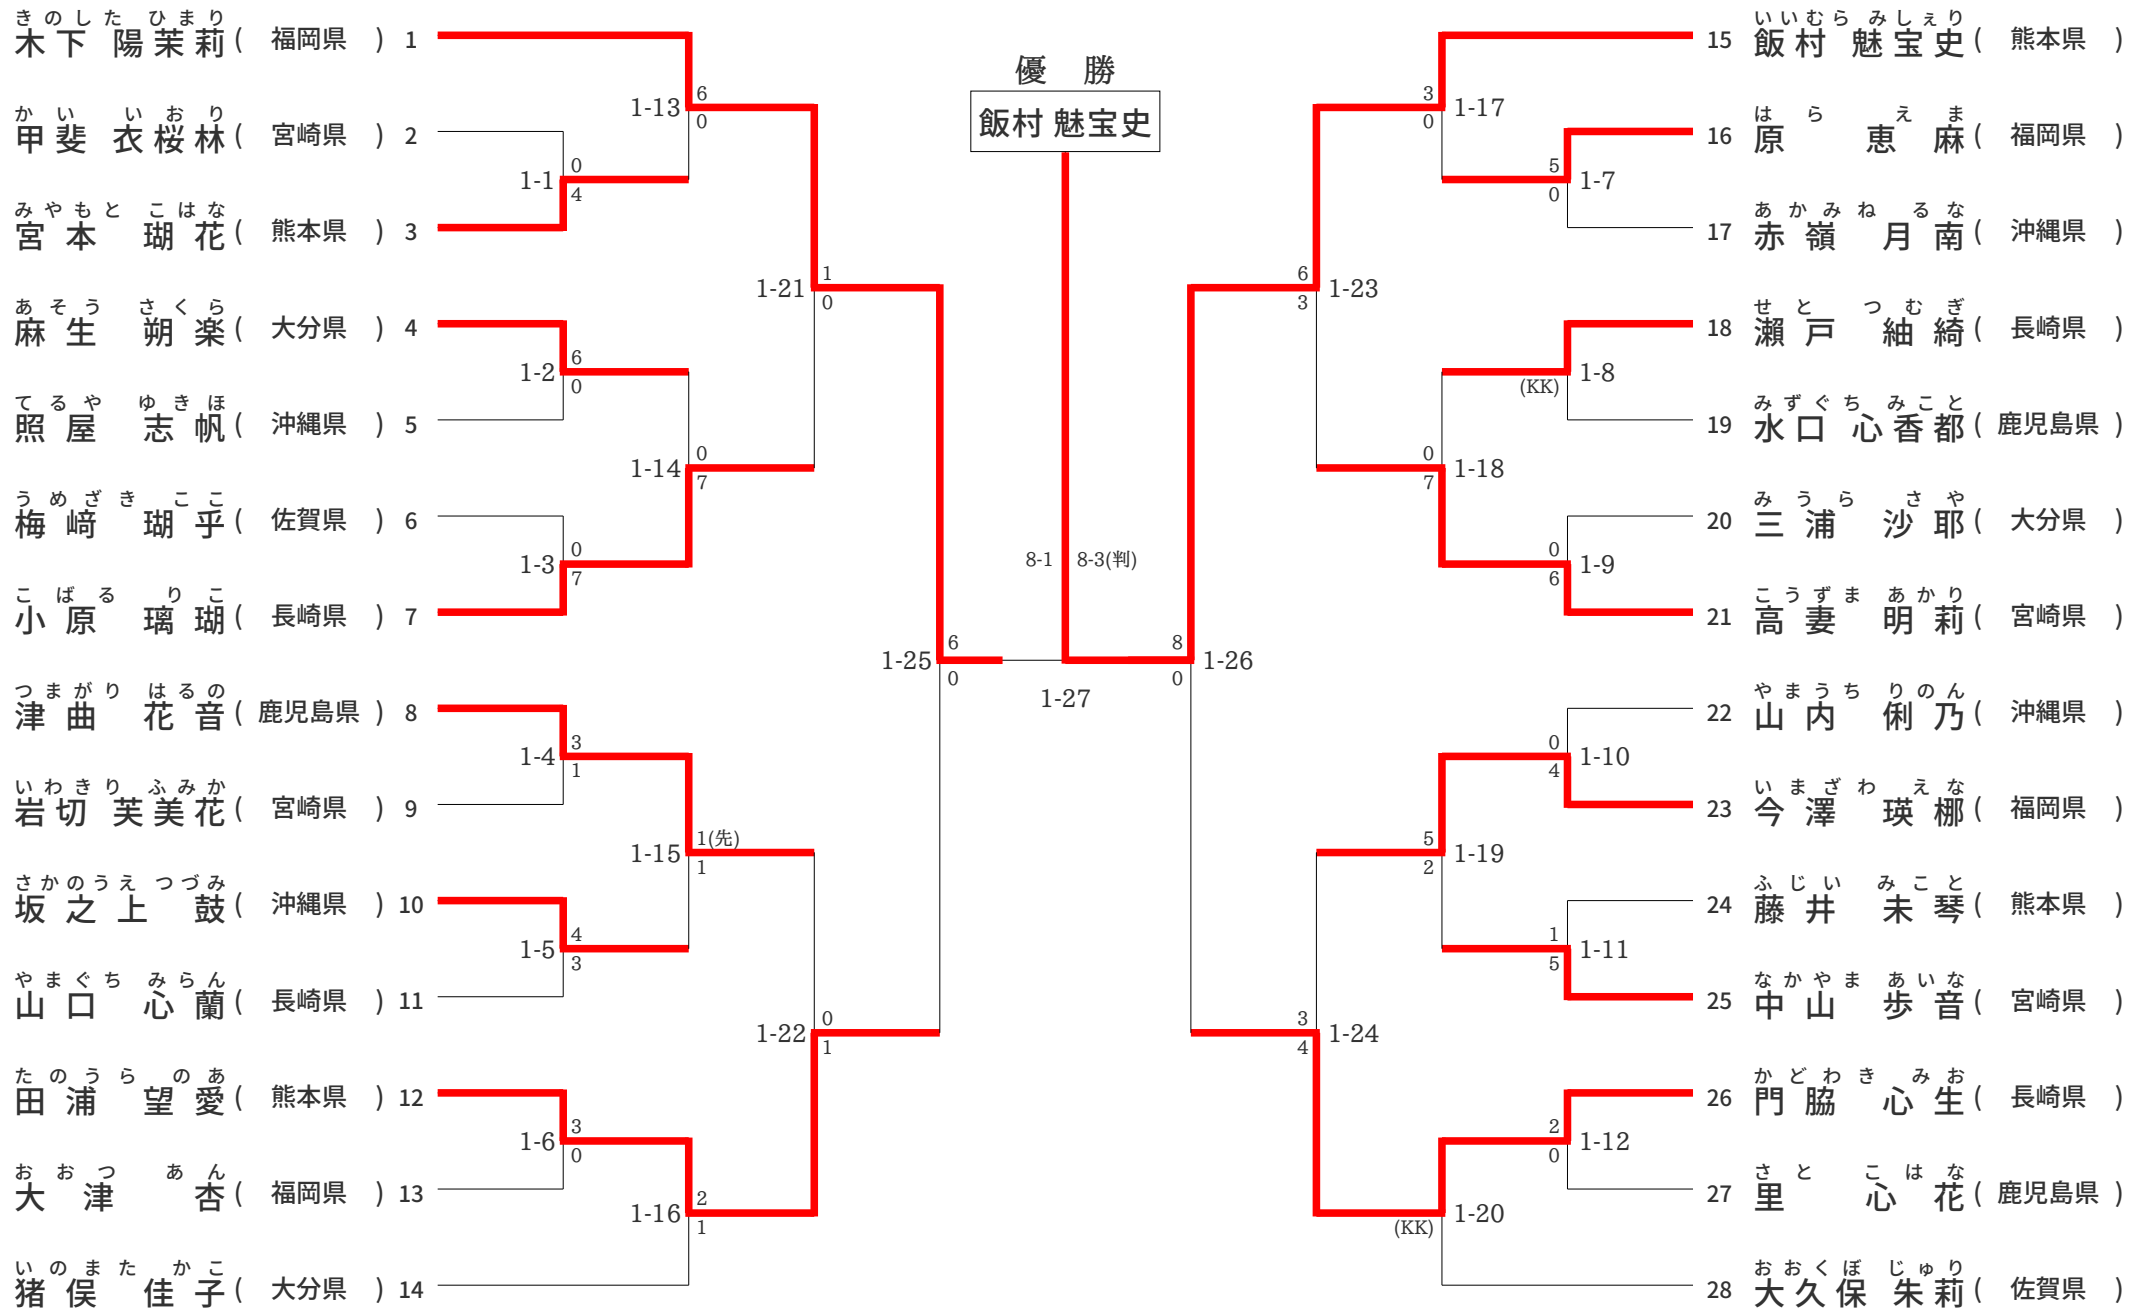 きのした ひまり
木下 陽茉莉 ( 福岡県 ) 1
かい いおり
甲斐 衣桜林 ( 宮崎県 ) 2
みやもと こはな
宮本 瑚花 ( 熊本県 ) 3
あそう さくら
麻生 朔楽 ( 大分県 ) 4
てるや ゆきほ
照屋 志帆 ( 沖縄県 ) 5
うめざき ここ
梅﨑 瑚乎 ( 佐賀県 ) 6
こばる りこ
小原 璃瑚 ( 長崎県 ) 7
つまがり はるの
津曲 花音 ( 鹿児島県 ) 8
いわきり ふみか
岩切 芙美花 ( 宮崎県 ) 9
さかのうえ つづみ
坂之上 鼓 ( 沖縄県 ) 10
やまぐち みらん
山口 心蘭 ( 長崎県 ) 11
たのうら のあ
田浦 望愛 ( 熊本県 ) 12
おおつ あん
大津 杏 ( 福岡県 ) 13
いのまた かこ
猪俣 佳子 ( 大分県 ) 14
1-1
0
4
1-2
6
0
1-3
0
7
1-4
3
1
1-5
4
3
1-6
3
0
1-13
6
0
1-14
0
7
1-15
1(先)
1
1-16
2
1
1-21
1
0
1-22
0
1
1-25
6
0
優 勝
飯村 魅宝史
8-1 8-3(判)
1-27
8
0
1-26
6
3
1-23
3
4
1-24
3
0
1-17
0
7
1-18
5
2
1-19
(KK)
1-20
5
0
1-7
(KK)
1-8
0
6
1-9
0
4
1-10
1
5
1-11
2
0
1-12
いいむら みしぇり
15 飯村 魅宝史 ( 熊本県 )
はら えま
16 原 恵麻 ( 福岡県 )
あかみね るな
17 赤嶺 月南 ( 沖縄県 )
せと つむぎ
18 瀬戸 紬綺 ( 長崎県 )
みずぐち みこと
19 水口 心香都 ( 鹿児島県 )
みうら さや
20 三浦 沙耶 ( 大分県 )
こうずま あかり
21 高妻 明莉 ( 宮崎県 )
やまうち りのん
22 山内 俐乃 ( 沖縄県 )
いまざわ えな
23 今澤 瑛梛 ( 福岡県 )
ふじい みこと
24 藤井 未琴 ( 熊本県 )
なかやま あいな
25 中山 歩音 ( 宮崎県 )
かどわき みお
26 門脇 心生 ( 長崎県 )
さと こはな
27 里 心花 ( 鹿児島県 )
おおくぼ じゅり
28 大久保 朱莉 ( 佐賀県 )